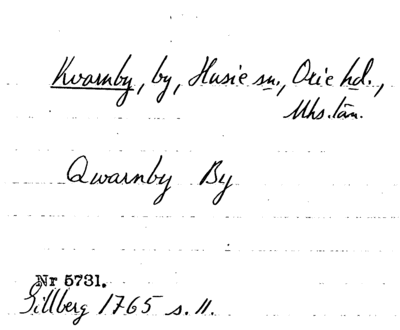 Kvarnby, by, Husie sn, Oxie hd.,
Mhs. län.
Qwarnby By
Nr 5731.
Gillberg 1765 s. 11.